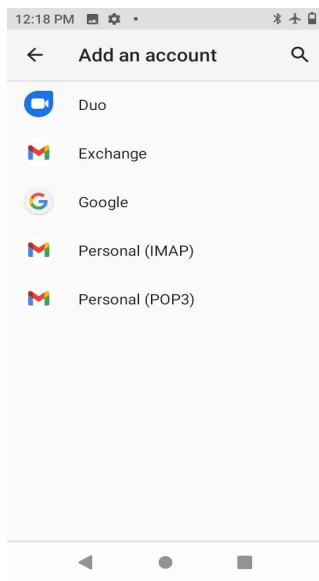 12:18 PM
Add an account
Duo
Exchange
Google
Personal (IMAP)
Personal (POP3)